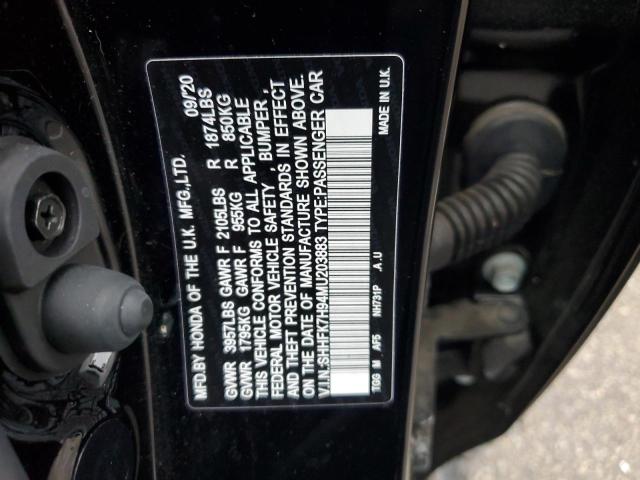 MFD.BY HONDA OF THE U.K. MFG.,LTD. 09/'20
GVWR 3957LBS GAWR F 2105LBS R 1874LBS
GVWR 1795KG GAWR F 955KG R 850KG
THIS VEHICLE CONFORMS TO ALL APPLICABLE
FEDERAL MOTOR VEHICLE SAFETY , BUMPER ,
AND THEFT PREVENTION STANDARDS IN EFFECT
ON THE DATE OF MANUFACTURE SHOWN ABOVE.
V.I.N.:SHHFK7H94MU203883 TYPE:PASSENGER CAR
NH731P .A .U MADE IN U.K.
TGG M AF5